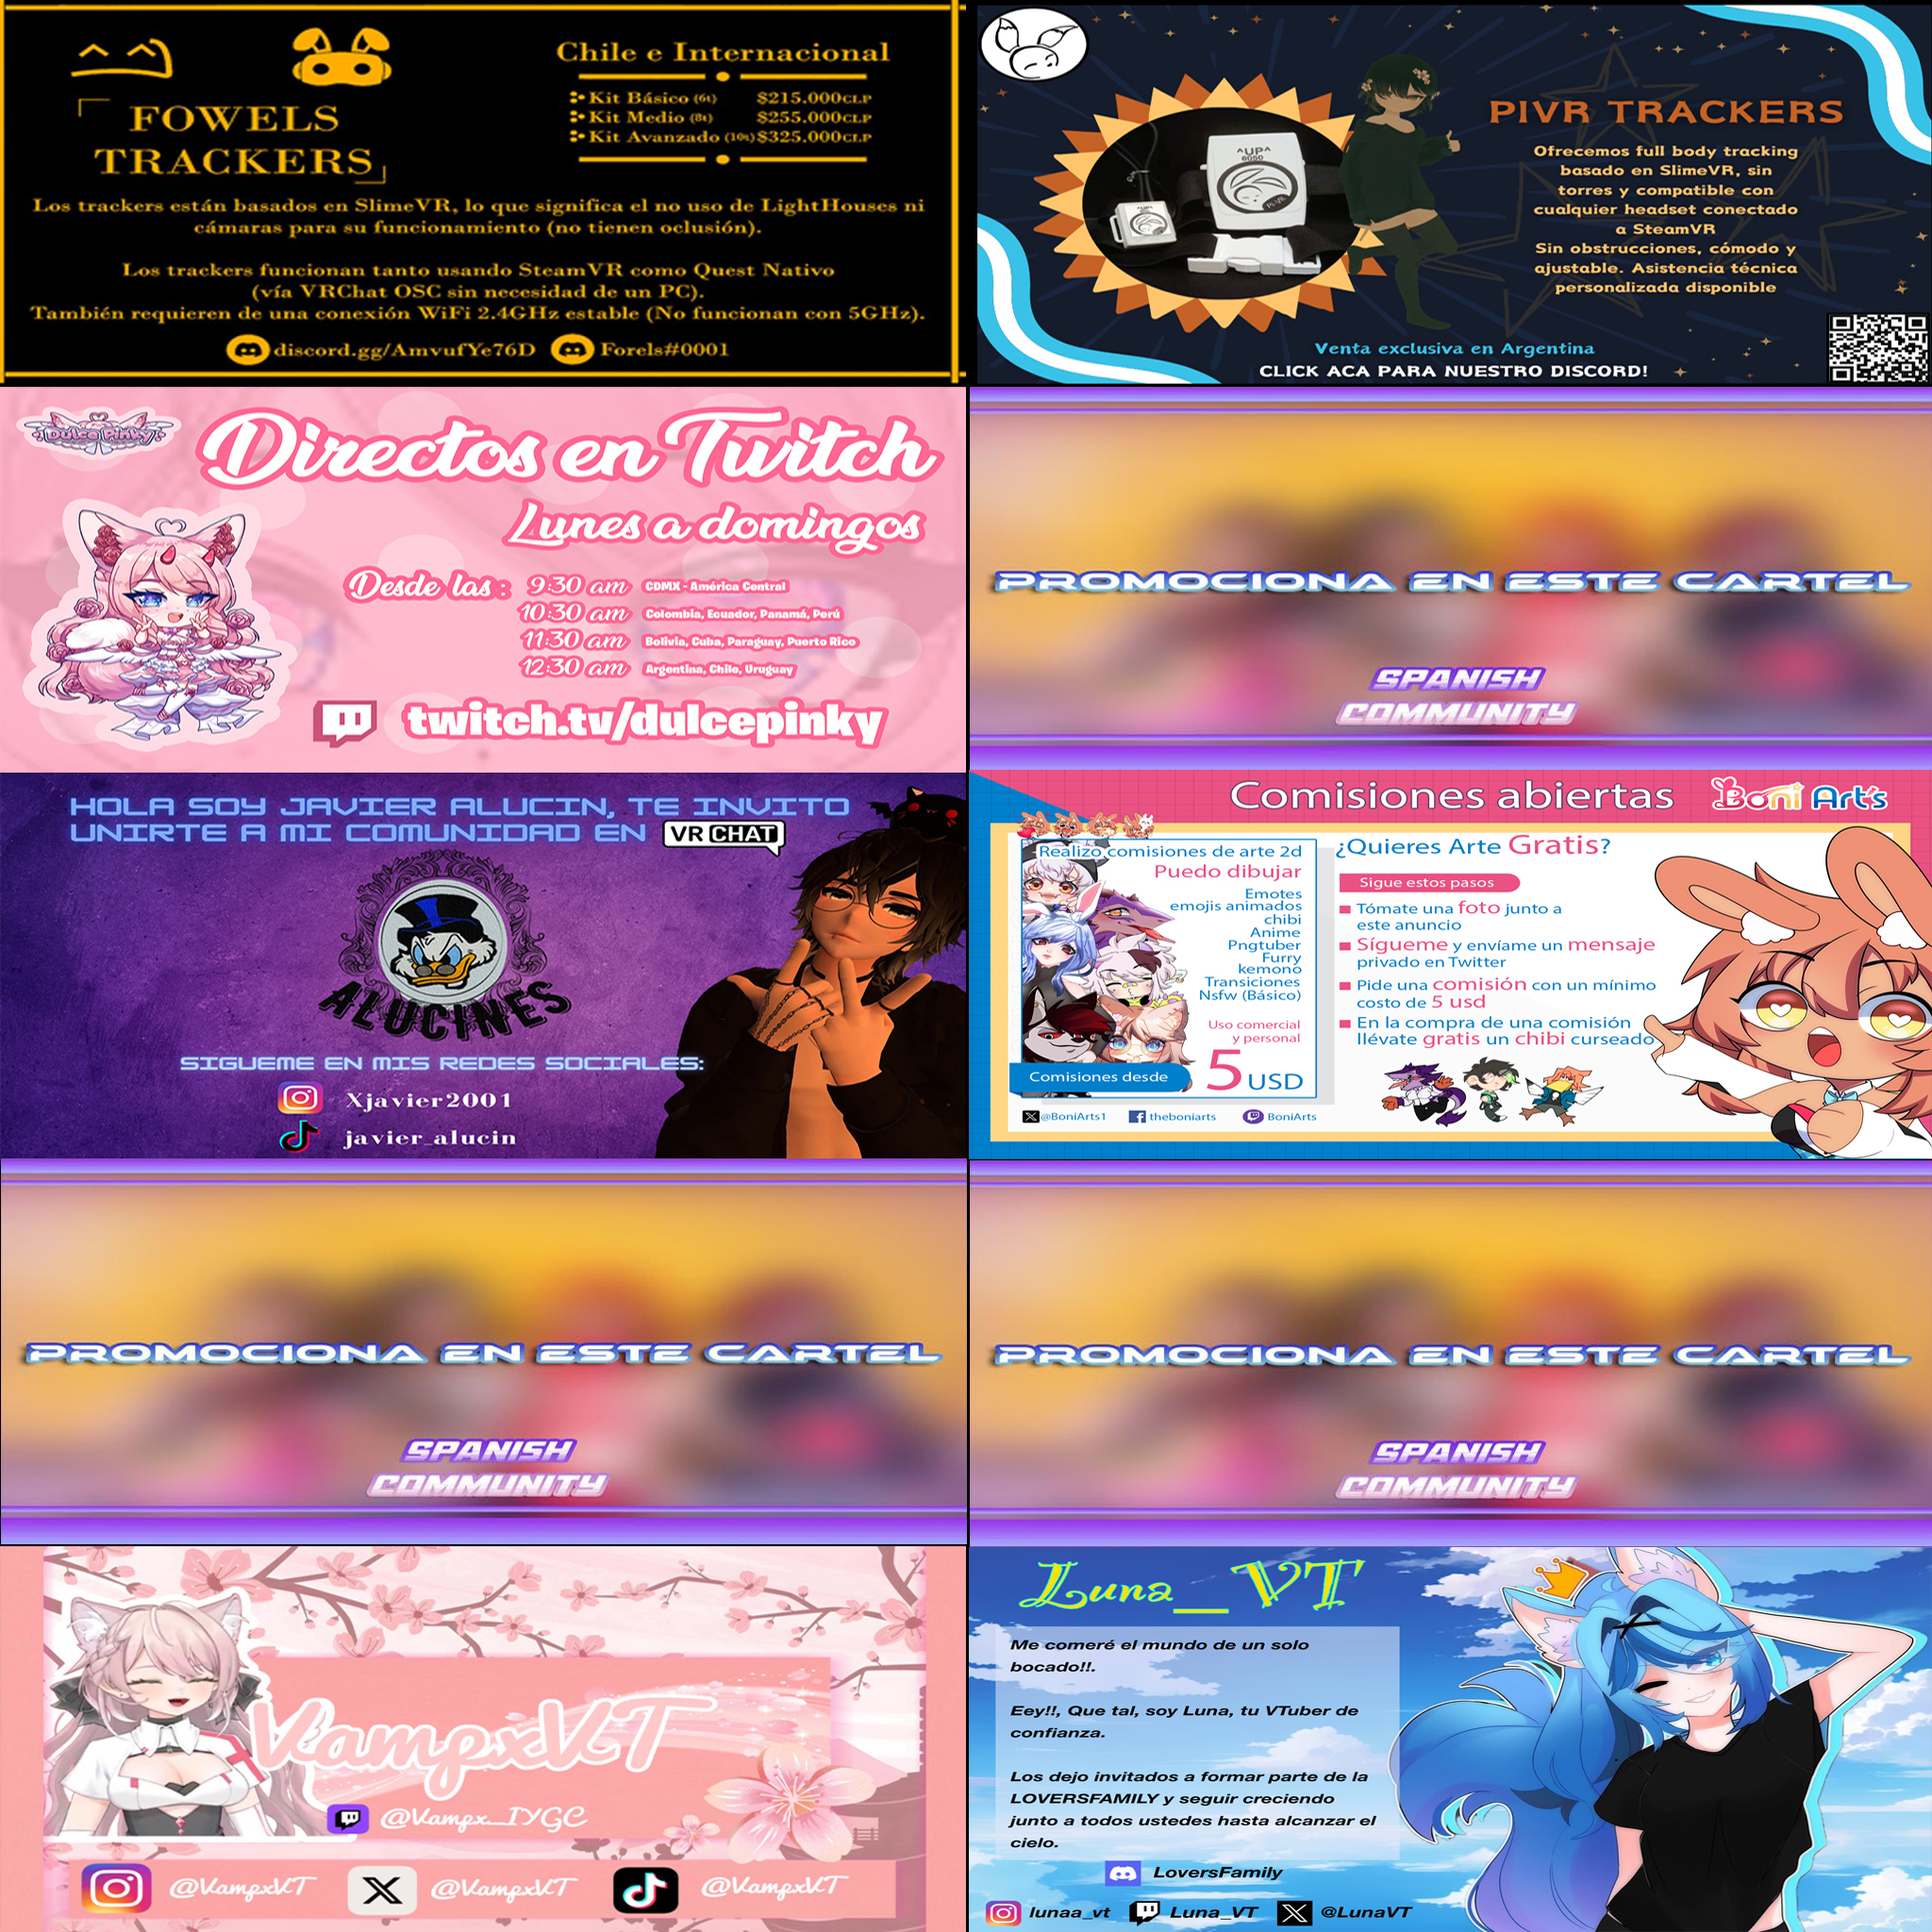 FOWELS
TRACKERS
Chile e Internacional
Kit Básico (6t) $215.000CLP
Kit Medio (8t) $255.000CLP
Kit Avanzado (10t) $325.000CLP
Los trackers están basados en SlimeVR, lo que significa el no uso de LightHouses ni
cámaras para su funcionamiento (no tienen oclusión).
Los trackers funcionan tanto usando SteamVR como Quest Nativo
(vía VRChat OSC sin necesidad de un PC).
También requieren de una conexión WiFi 2.4GHz estable (No funcionan con 5GHz).
discord.gg/AmvufYe76D Forels#0001
^UP^
PIVR TRACKERS
Ofrecemos full body tracking
basado en SlimeVR, sin
torres y compatible con
cualquier headset conectado
a SteamVR
Sin obstrucciones, cómodo y
ajustable. Asistencia técnica
personalizada disponible
Venta exclusiva en Argentina
CLICK ACA PARA NUESTRO DISCORD!
Dulce Pinky
Directos en Twitch
Lunes a domingos
Desde las : 9:30 am CDMX - América Central
10:30 am Colombia, Ecuador, Panamá, Perú
11:30 am Bolivia, Cuba, Paraguay, Puerto Rico
12:30 am Argentina, Chile, Uruguay
twitch.tv/dulcepinky
PROMOCIONA EN ESTE CARTEL
SPANISH
COMMUNITY
HOLA SOY JAVIER ALUCIN, TE INVITO
UNIRTE A MI COMUNIDAD EN VRCHAT
ALUCINES
SIGUEME EN MIS REDES SOCIALES:
Xjavier2001
javier_alucin
Comisiones abiertas
Boni Art's
Realizo comisiones de arte 2d
Puedo dibujar
Emotes
emojis animados
chibi
Anime
Pngtuber
Furry
kemono
Transiciones
Nsfw (Básico)
Uso comercial
y personal
Comisiones desde 5 USD
@BoniArts1 theboniarts BoniArts
¿Quieres Arte Gratis?
Sigue estos pasos
Tómate una foto junto a
este anuncio
Sígueme y envíame un mensaje
privado en Twitter
Pide una comisión con un mínimo
costo de 5 usd
En la compra de una comisión
llévate gratis un chibi curseado
PROMOCIONA EN ESTE CARTEL
SPANISH
COMMUNITY
PROMOCIONA EN ESTE CARTEL
SPANISH
COMMUNITY
VampxVT
@Vampx_IYGC
@VampxVT @VampxVT @VampxVT
Luna_VT
Me comeré el mundo de un solo
bocado!!.
Eey!!, Que tal, soy Luna, tu VTuber de
confianza.
Los dejo invitados a formar parte de la
LOVERSFAMILY y seguir creciendo
junto a todos ustedes hasta alcanzar el
cielo.
LoversFamily
lunaa_vt Luna_VT @LunaVT